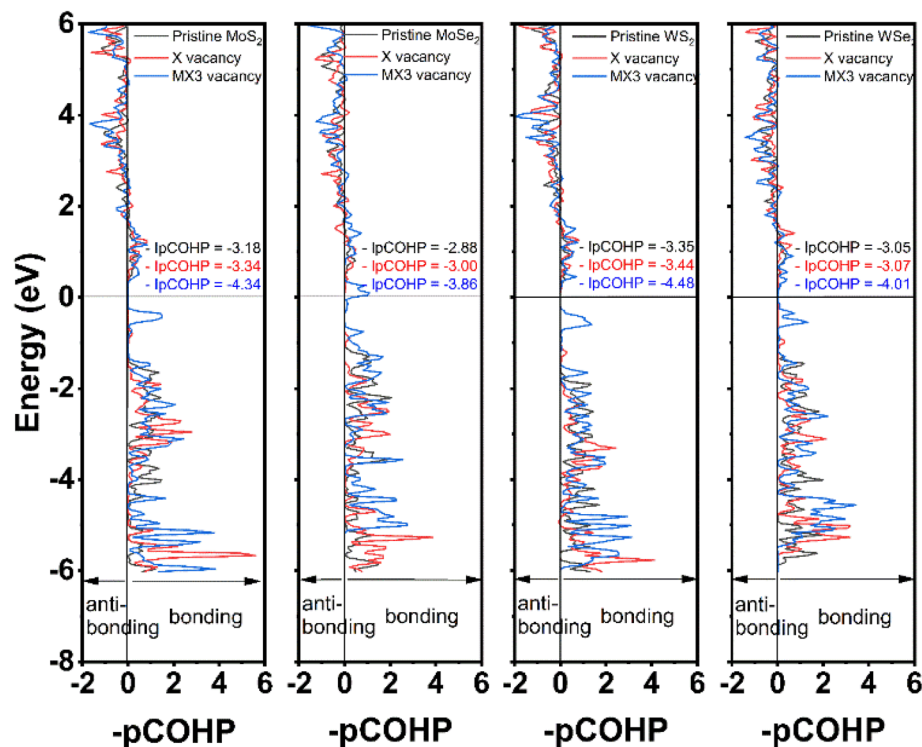 Pristine MoS2
X vacancy
MX3 vacancy
- IpCOHP = -3.18
- IpCOHP = -3.34
- IpCOHP = -4.34
anti-
bonding bonding
Pristine MoSe2
X vacancy
MX3 vacancy
- IpCOHP = -2.88
- IpCOHP = -3.00
- IpCOHP = -3.86
anti-
bonding bonding
Pristine WS2
X vacancy
MX3 vacancy
- IpCOHP = -3.35
- IpCOHP = -3.44
- IpCOHP = -4.48
anti-
bonding bonding
Pristine WSe2
X vacancy
MX3 vacancy
- IpCOHP = -3.05
- IpCOHP = -3.07
- IpCOHP = -4.01
anti-
bonding bonding
Energy (eV)
6
4
2
0
-2
-4
-6
-8
-2 0 2 4 6
-2 0 2 4 6
-2 0 2 4 6
-2 0 2 4 6
-pCOHP
-pCOHP
-pCOHP
-pCOHP